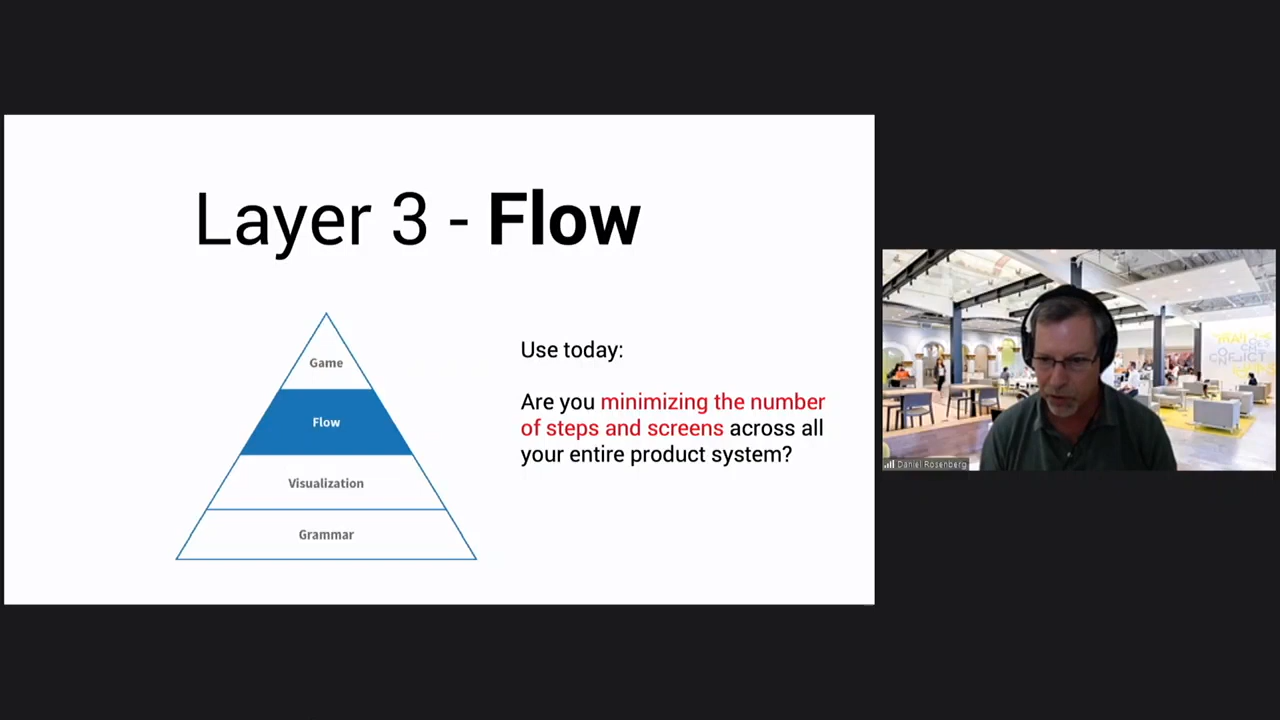 Layer 3 - Flow
Game
Flow
Visualization
Grammar
Use today:
Are you minimizing the number
of steps and screens across all
your entire product system?
Daniel Rosenberg